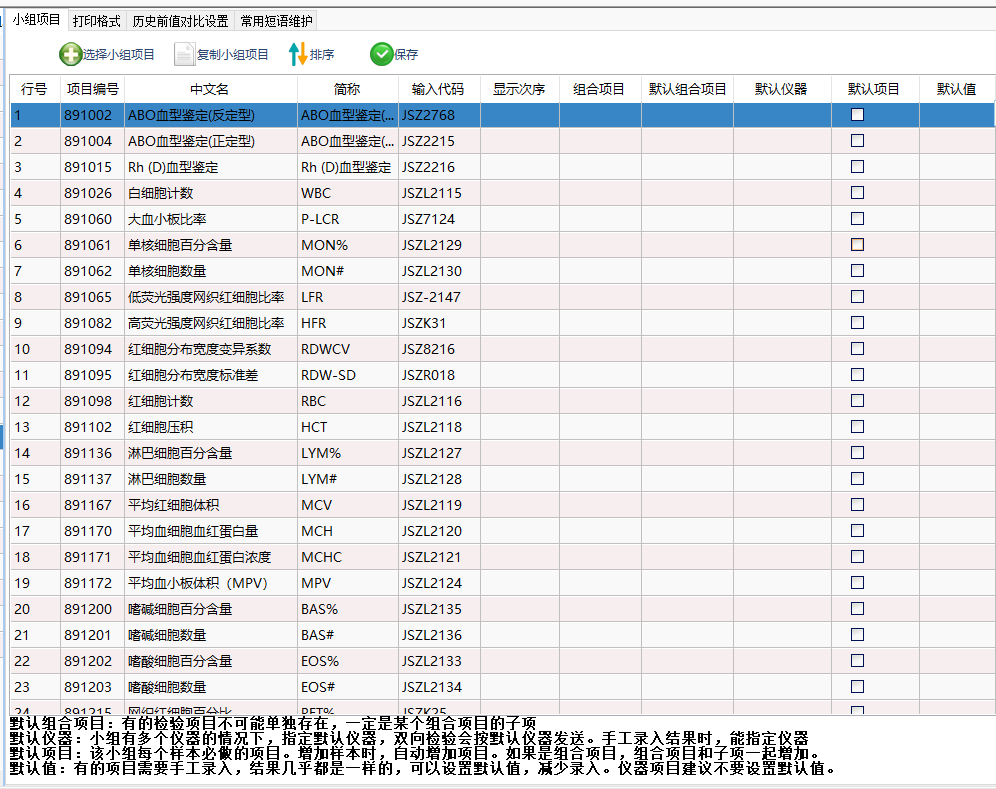 小组项目 打印格式 历史前值对比设置 常用短语维护
选择小组项目 复制小组项目 排序 保存
行号 项目编号 中文名 简称 输入代码 显示次序 组合项目 默认组合项目 默认仪器 默认项目 默认值
1 891002 ABO血型鉴定(反定型) ABO血型鉴定(... JSZ2768
2 891004 ABO血型鉴定(正定型) ABO血型鉴定(... JSZ2215
3 891015 Rh (D)血型鉴定 Rh (D)血型鉴定 JSZ2216
4 891026 白细胞计数 WBC JSZL2115
5 891060 大血小板比率 P-LCR JSZ7124
6 891061 单核细胞百分含量 MON% JSZL2129
7 891062 单核细胞数量 MON# JSZL2130
8 891065 低荧光强度网织红细胞比率 LFR JSZ-2147
9 891082 高荧光强度网织红细胞比率 HFR JSZK31
10 891094 红细胞分布宽度变异系数 RDWCV JSZ8216
11 891095 红细胞分布宽度标准差 RDW-SD JSZR018
12 891098 红细胞计数 RBC JSZL2116
13 891102 红细胞压积 HCT JSZL2118
14 891136 淋巴细胞百分含量 LYM% JSZL2127
15 891137 淋巴细胞数量 LYM# JSZL2128
16 891167 平均红细胞体积 MCV JSZL2119
17 891170 平均血细胞血红蛋白量 MCH JSZL2120
18 891171 平均血细胞血红蛋白浓度 MCHC JSZL2121
19 891172 平均血小板体积（MPV） MPV JSZL2124
20 891200 嗜碱细胞百分含量 BAS% JSZL2135
21 891201 嗜碱细胞数量 BAS# JSZL2136
22 891202 嗜酸细胞百分含量 EOS% JSZL2133
23 891203 嗜酸细胞数量 EOS# JSZL2134
24 891215 网织红细胞百分比 RET% JSZK25
默认组合项目：有的检验项目不可能单独存在，一定是某个组合项目的子项
默认仪器：小组有多个仪器的情况下，指定默认仪器，双向检验会按默认仪器发送。手工录入结果时，能指定仪器
默认项目：该小组每个样本必做的项目。增加样本时，自动增加项目。如果是组合项目，组合项目和子项一起增加。
默认值：有的项目需要手工录入，结果几乎都是一样的，可以设置默认值，减少录入。仪器项目建议不要设置默认值。